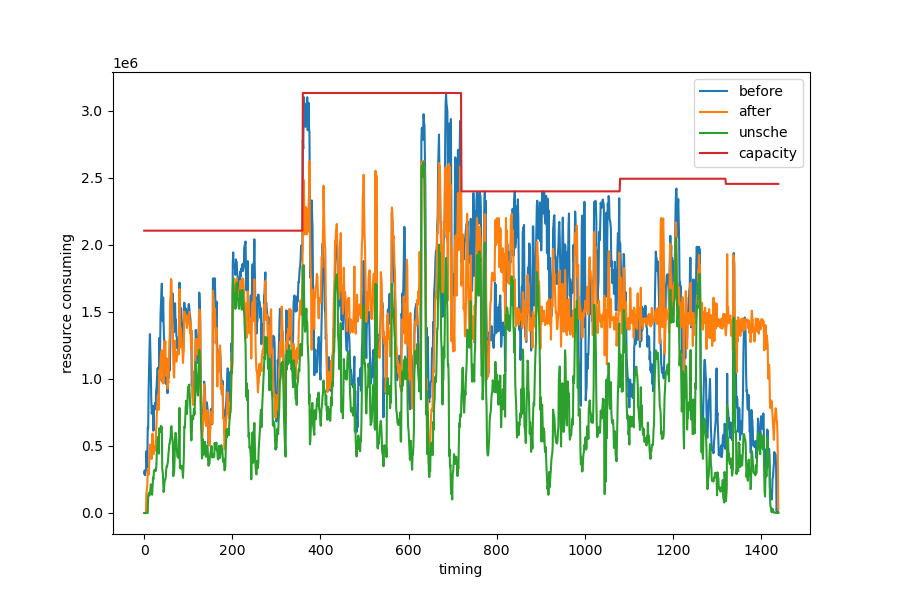 1e6
before
after
unsche
capacity
3.0
2.5
2.0
1.5
1.0
0.5
0.0
resource consuming
0 200 400 600 800 1000 1200 1400
timing